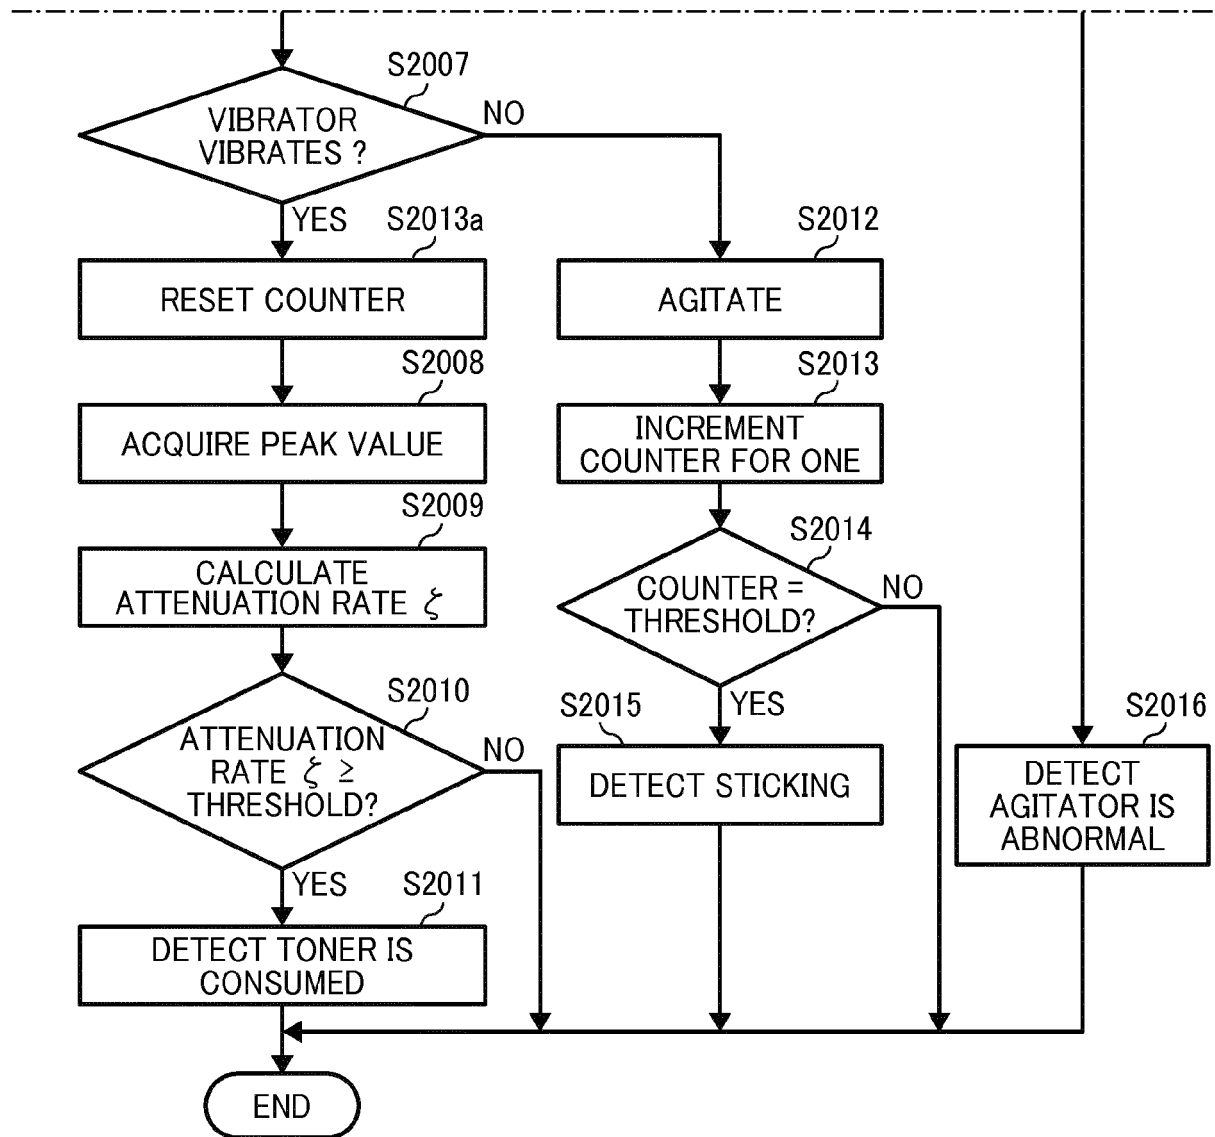 S2007
VIBRATOR
VIBRATES ?
NO
YES
S2013a
RESET COUNTER
S2012
AGITATE
S2008
ACQUIRE PEAK VALUE
S2013
INCREMENT
COUNTER FOR ONE
S2009
CALCULATE
ATTENUATION RATE ζ
S2014
COUNTER =
THRESHOLD?
NO
YES
S2010
ATTENUATION
RATE ζ ≥
THRESHOLD?
NO
YES
S2015
DETECT STICKING
S2016
DETECT
AGITATOR IS
ABNORMAL
S2011
DETECT TONER IS
CONSUMED
END